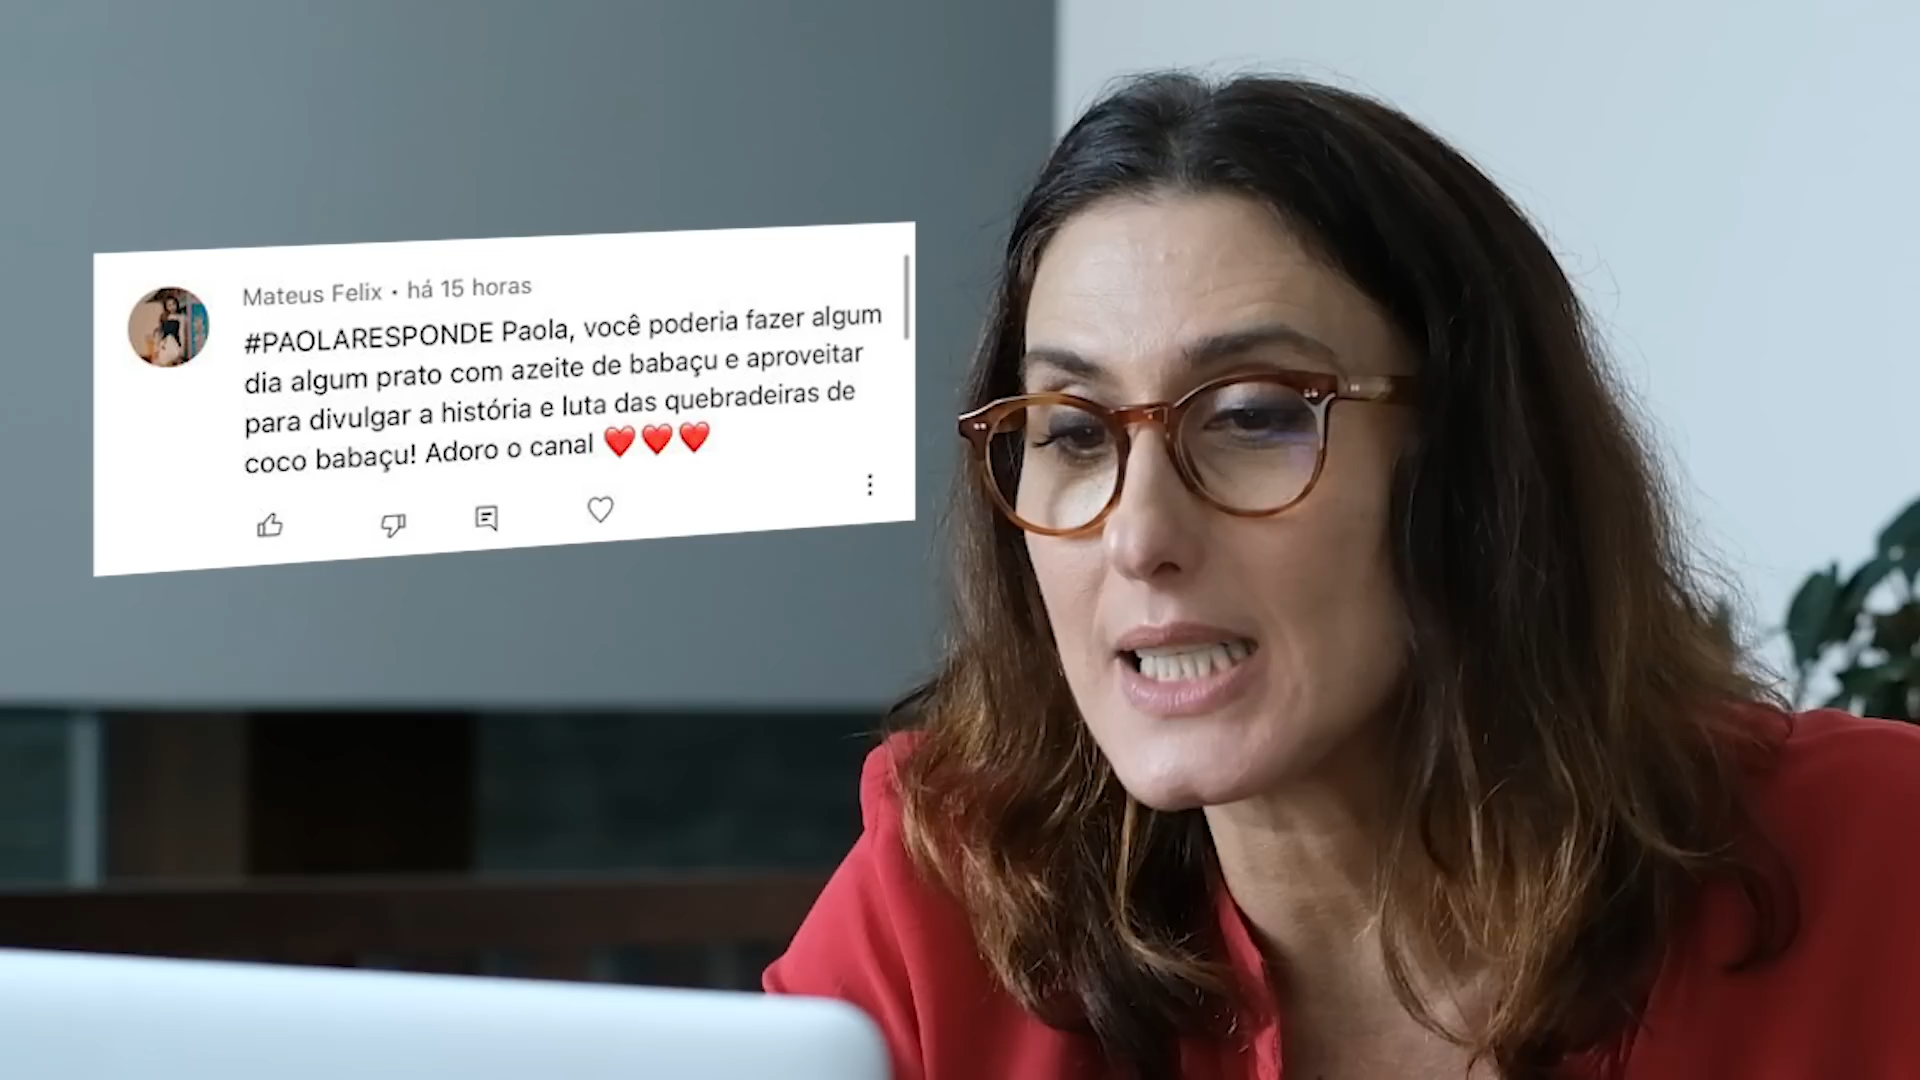 Mateus Felix • há 15 horas
#PAOLARESPONDE Paola, você poderia fazer algum
dia algum prato com azeite de babaçu e aproveitar
para divulgar a história e luta das quebradeiras de
coco babaçu! Adoro o canal ❤️❤️❤️